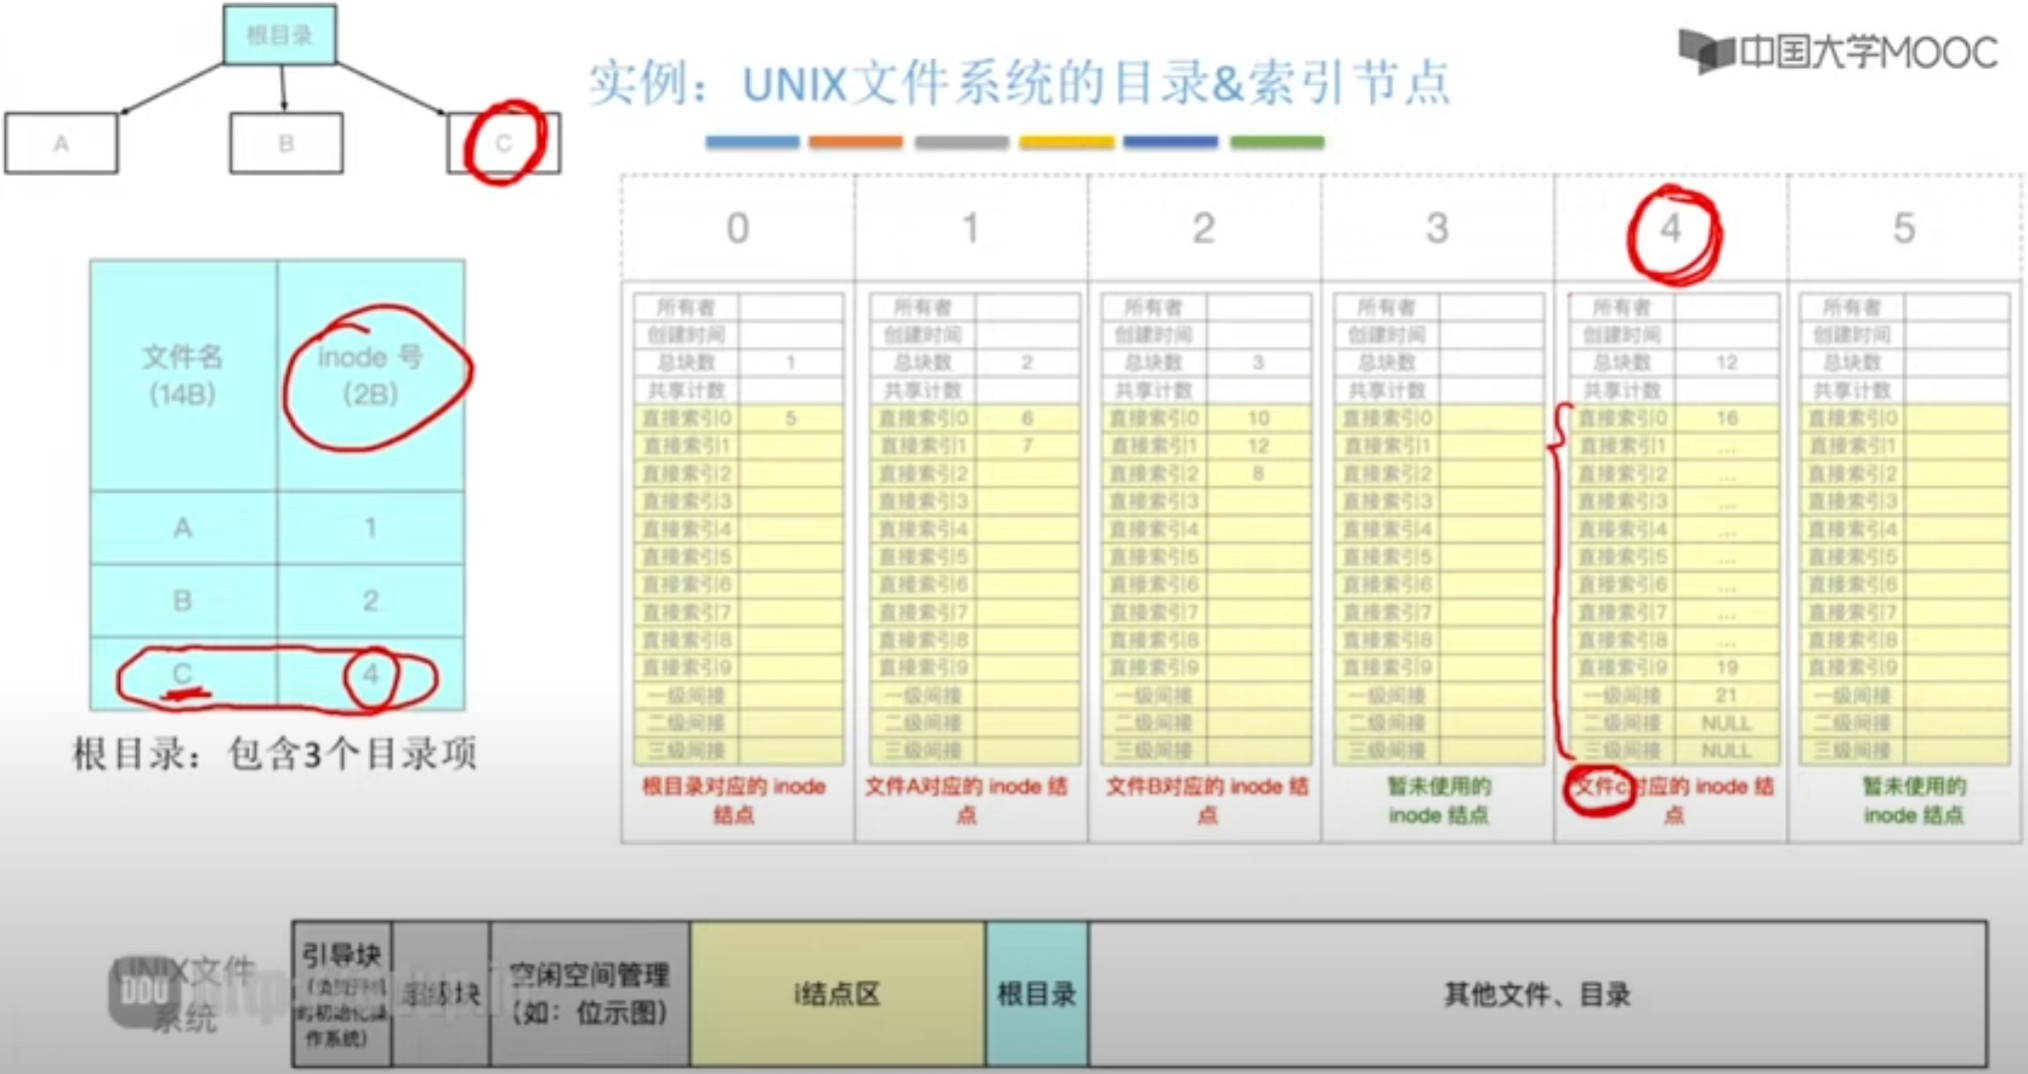 根目录
A
B
C
实例：UNIX文件系统的目录&索引节点
中国大学MOOC
文件名
(14B)
inode 号
(2B)
A 1
B 2
C 4
根目录：包含3个目录项
0
所有者
创建时间
总块数 1
共享计数
直接索引0 5
直接索引1
直接索引2
直接索引3
直接索引4
直接索引5
直接索引6
直接索引7
直接索引8
直接索引9
一级间接
二级间接
三级间接
根目录对应的 inode
结点
1
所有者
创建时间
总块数 2
共享计数
直接索引0 6
直接索引1 7
直接索引2
直接索引3
直接索引4
直接索引5
直接索引6
直接索引7
直接索引8
直接索引9
一级间接
二级间接
三级间接
文件A对应的 inode 结
点
2
所有者
创建时间
总块数 3
共享计数
直接索引0 10
直接索引1 12
直接索引2 8
直接索引3
直接索引4
直接索引5
直接索引6
直接索引7
直接索引8
直接索引9
一级间接
二级间接
三级间接
文件B对应的 inode 结
点
3
所有者
创建时间
总块数
共享计数
直接索引0
直接索引1
直接索引2
直接索引3
直接索引4
直接索引5
直接索引6
直接索引7
直接索引8
直接索引9
一级间接
二级间接
三级间接
暂未使用的
inode 结点
4
所有者
创建时间
总块数 12
共享计数
直接索引0 16
直接索引1 ...
直接索引2 ...
直接索引3 ...
直接索引4 ...
直接索引5 ...
直接索引6 ...
直接索引7 ...
直接索引8 ...
直接索引9 19
一级间接 21
二级间接 NULL
三级间接 NULL
文件c对应的 inode 结
点
5
所有者
创建时间
总块数
共享计数
直接索引0
直接索引1
直接索引2
直接索引3
直接索引4
直接索引5
直接索引6
直接索引7
直接索引8
直接索引9
一级间接
二级间接
三级间接
暂未使用的
inode 结点
UNIX文件
系统
DDU
引导块
作系统）
超级块
空闲空间管理
（如：位示图）
i结点区
根目录
其他文件、目录